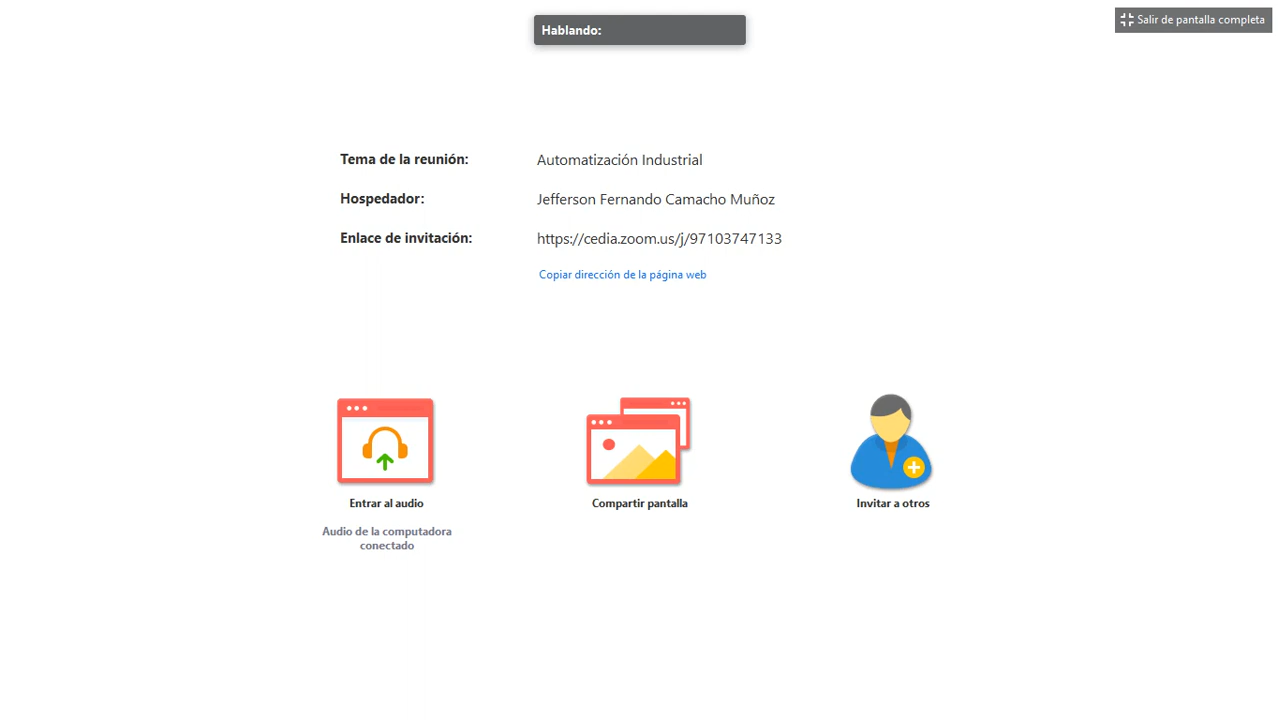 Hablando:
Salir de pantalla completa
Tema de la reunión: Automatización Industrial
Hospedador: Jefferson Fernando Camacho Muñoz
Enlace de invitación: https://cedia.zoom.us/j/97103747133
Copiar dirección de la página web
Entrar al audio
Compartir pantalla
Invitar a otros
Audio de la computadora
conectado